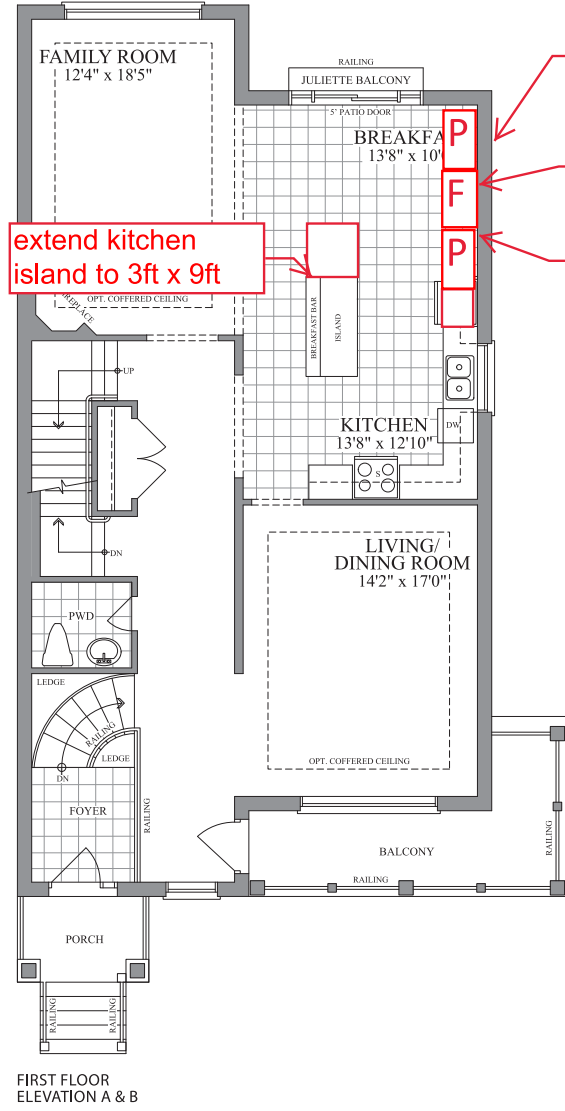 FAMILY ROOM
12'4" x 18'5"
RAILING
JULIETTE BALCONY
5' PATIO DOOR
BREAKFA
13'8" x 10'
P
F
P
extend kitchen
island to 3ft x 9ft
OPT. COFFERED CEILING
FIREPLACE
BREAKFAST BAR
ISLAND
UP
KITCHEN
13'8" x 12'10"
DW
S
DN
LIVING/
DINING ROOM
14'2" x 17'0"
PWD
LEDGE
RAILING
LEDGE
DN
OPT. COFFERED CEILING
FOYER
RAILING
BALCONY
RAILING
RAILING
PORCH
RAILING
RAILING
FIRST FLOOR
ELEVATION A & B